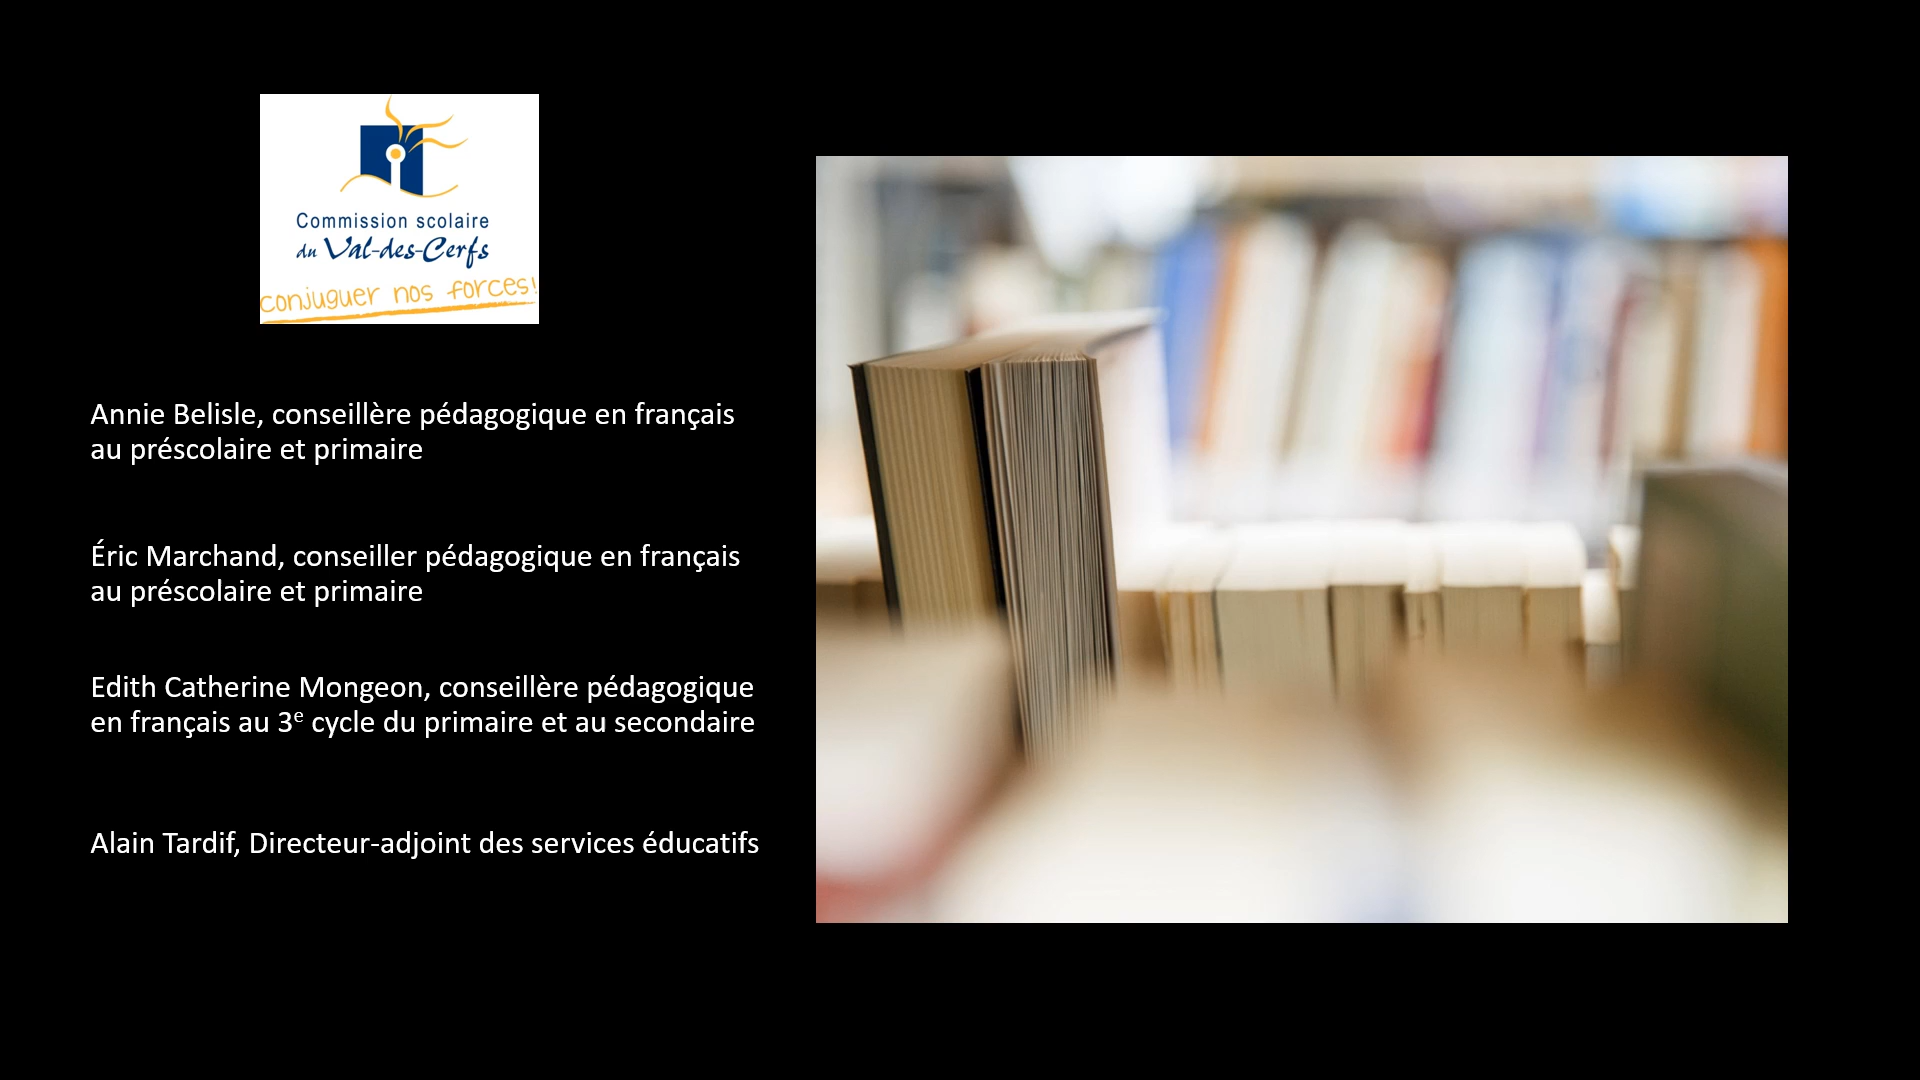 Commission scolaire
du Val-des-Cerfs
conjuguer nos forces!
Annie Belisle, conseillère pédagogique en français
au préscolaire et primaire
Éric Marchand, conseiller pédagogique en français
au préscolaire et primaire
Edith Catherine Mongeon, conseillère pédagogique
en français au 3e cycle du primaire et au secondaire
Alain Tardif, Directeur-adjoint des services éducatifs